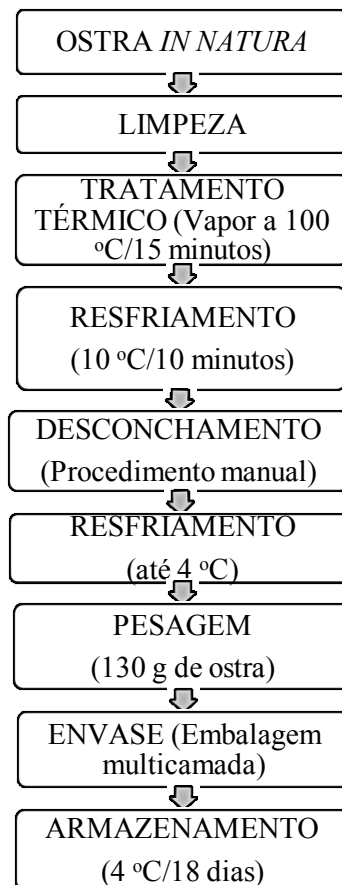 OSTRA IN NATURA
LIMPEZA
TRATAMENTO
TÉRMICO (Vapor a 100
ºC/15 minutos)
RESFRIAMENTO
(10 ºC/10 minutos)
DESCONCHAMENTO
(Procedimento manual)
RESFRIAMENTO
(até 4 ºC)
PESAGEM
(130 g de ostra)
ENVASE (Embalagem
multicamada)
ARMAZENAMENTO
(4 ºC/18 dias)